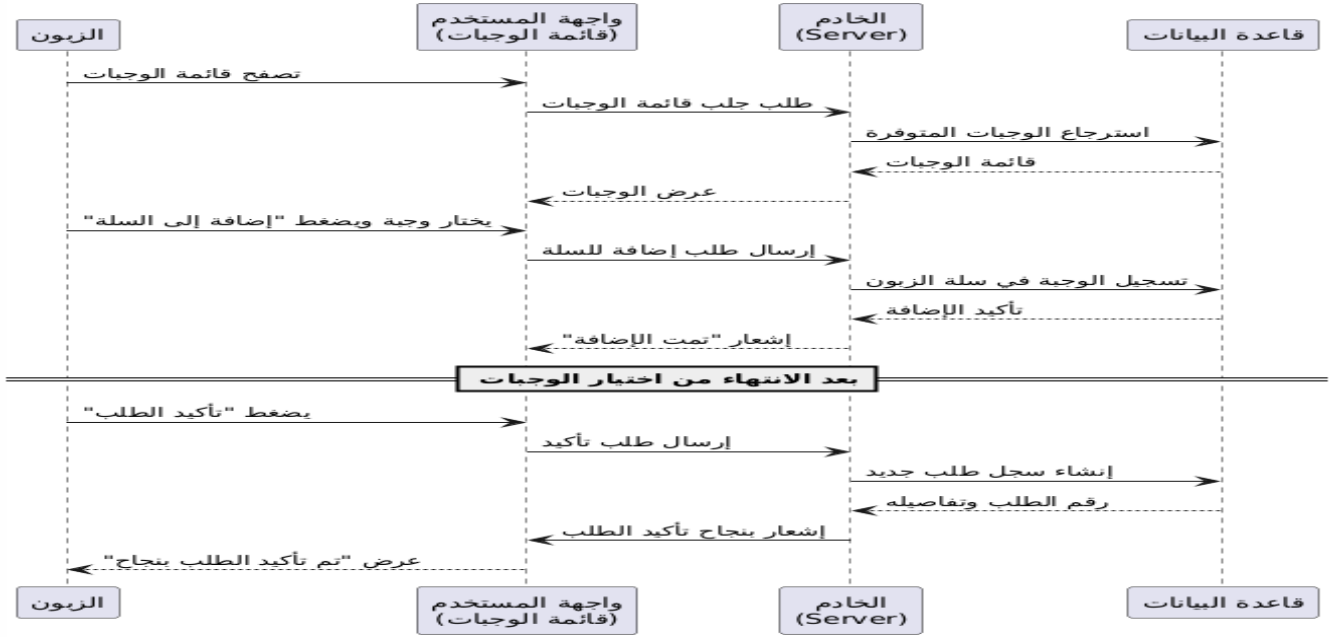 الزبون
واجهة المستخدم
(قائمة الوجبات)
الخادم
(Server)
قاعدة البيانات
تصفح قائمة الوجبات
طلب جلب قائمة الوجبات
استرجاع الوجبات المتوفرة
قائمة الوجبات
عرض الوجبات
يختار وجبة ويضغط "إضافة إلى السلة"
إرسال طلب إضافة للسلة
تسجيل الوجبة في سلة الزبون
تأكيد الإضافة
إشعار "تمت الإضافة"
بعد الانتهاء من اختيار الوجبات
يضغط "تأكيد الطلب"
إرسال طلب تأكيد
إنشاء سجل طلب جديد
رقم الطلب وتفاصيله
إشعار بنجاح تأكيد الطلب
عرض "تم تأكيد الطلب بنجاح"
الزبون
واجهة المستخدم
(قائمة الوجبات)
الخادم
(Server)
قاعدة البيانات